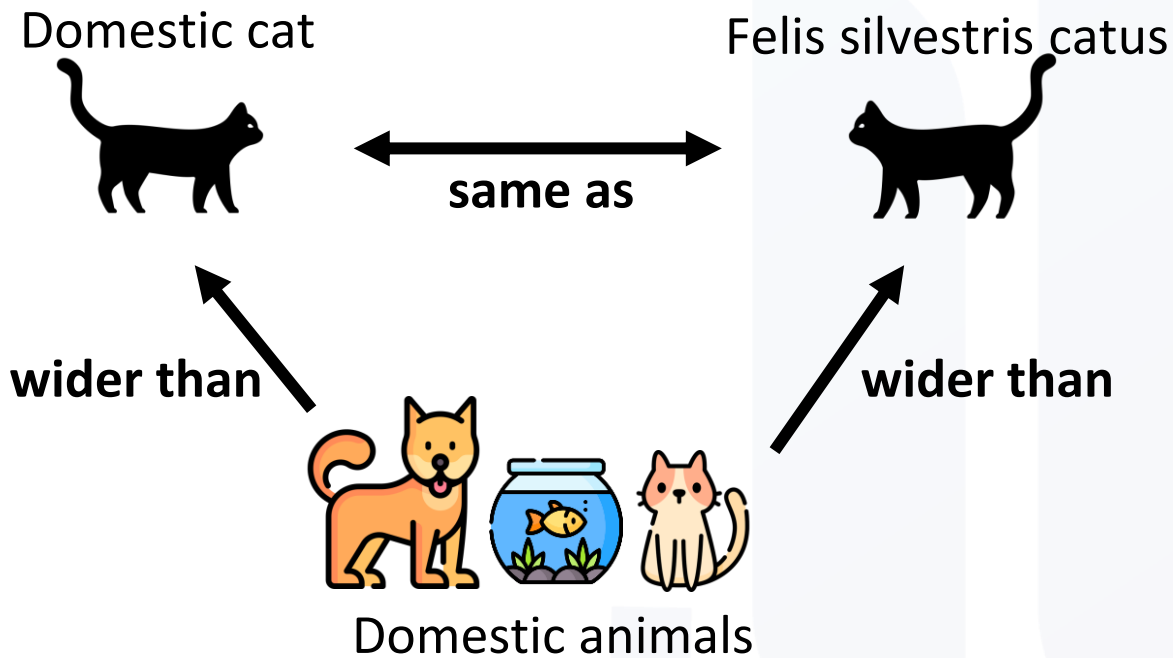 Domestic cat
Felis silvestris catus
same as
wider than
wider than
Domestic animals